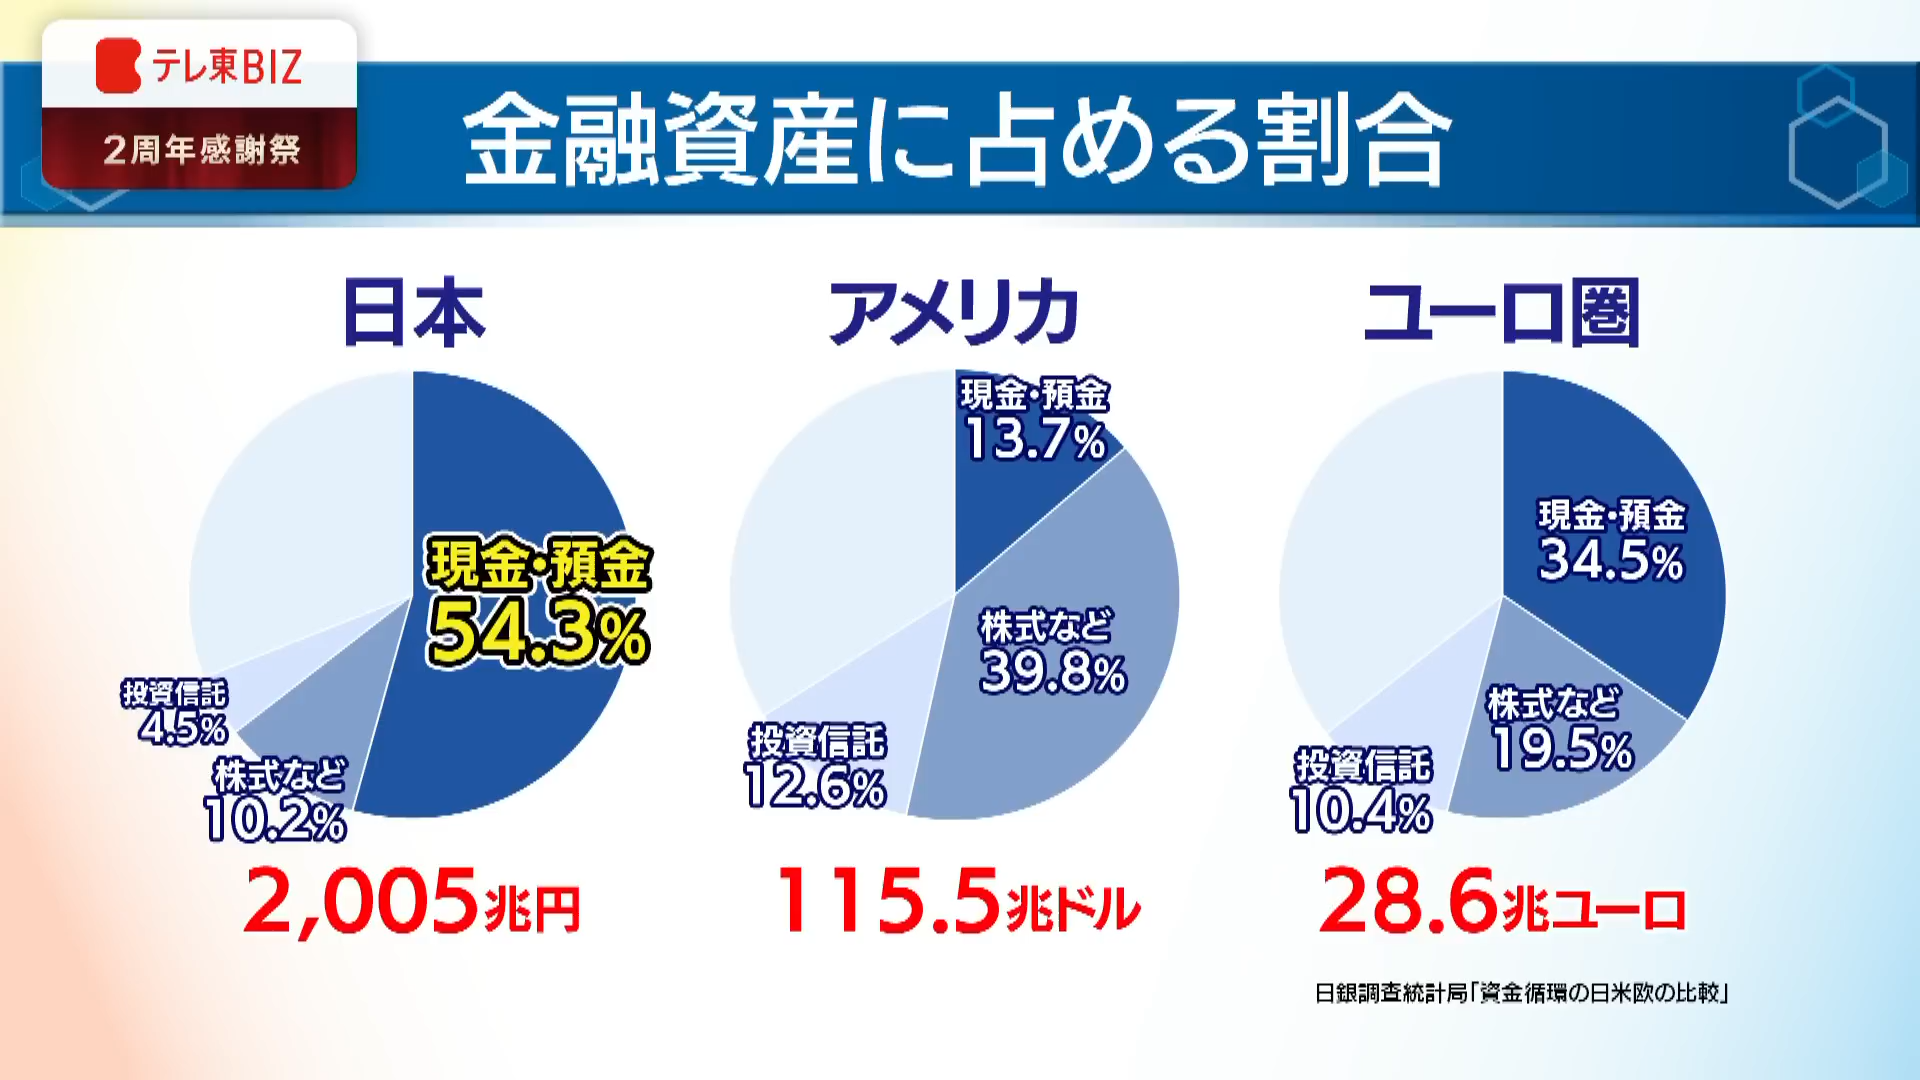 テレ東BIZ
2周年感謝祭
金融資産に占める割合
日本
現金・預金
54.3%
投資信託
4.5%
株式など
10.2%
2,005兆円
アメリカ
現金・預金
13.7%
株式など
39.8%
投資信託
12.6%
115.5兆ドル
ユーロ圏
現金・預金
34.5%
株式など
19.5%
投資信託
10.4%
28.6兆ユーロ
日銀調査統計局「資金循環の日米欧の比較」